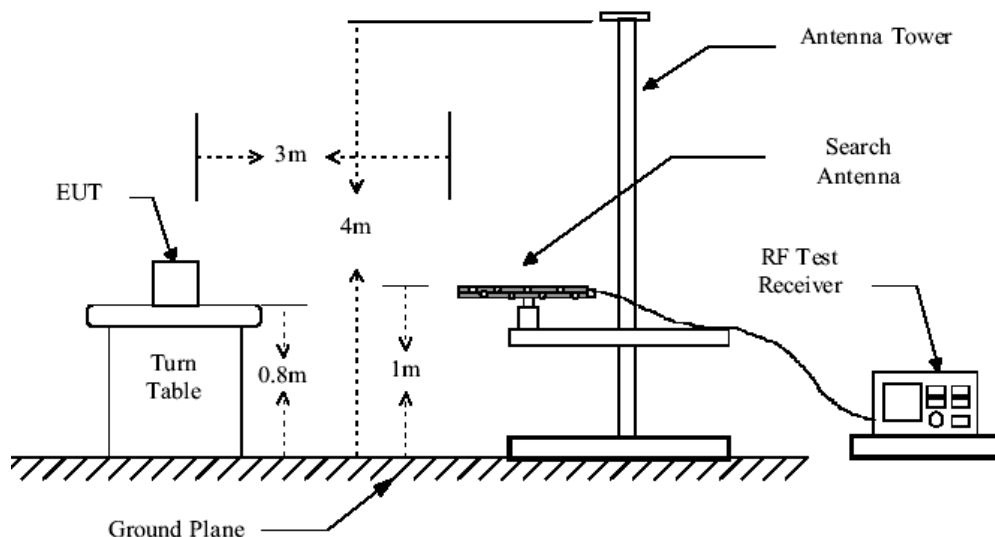 Antenna Tower
3m
Search
Antenna
EUT
4m
RF Test
Receiver
Turn
Table
0.8m
1m
Ground Plane